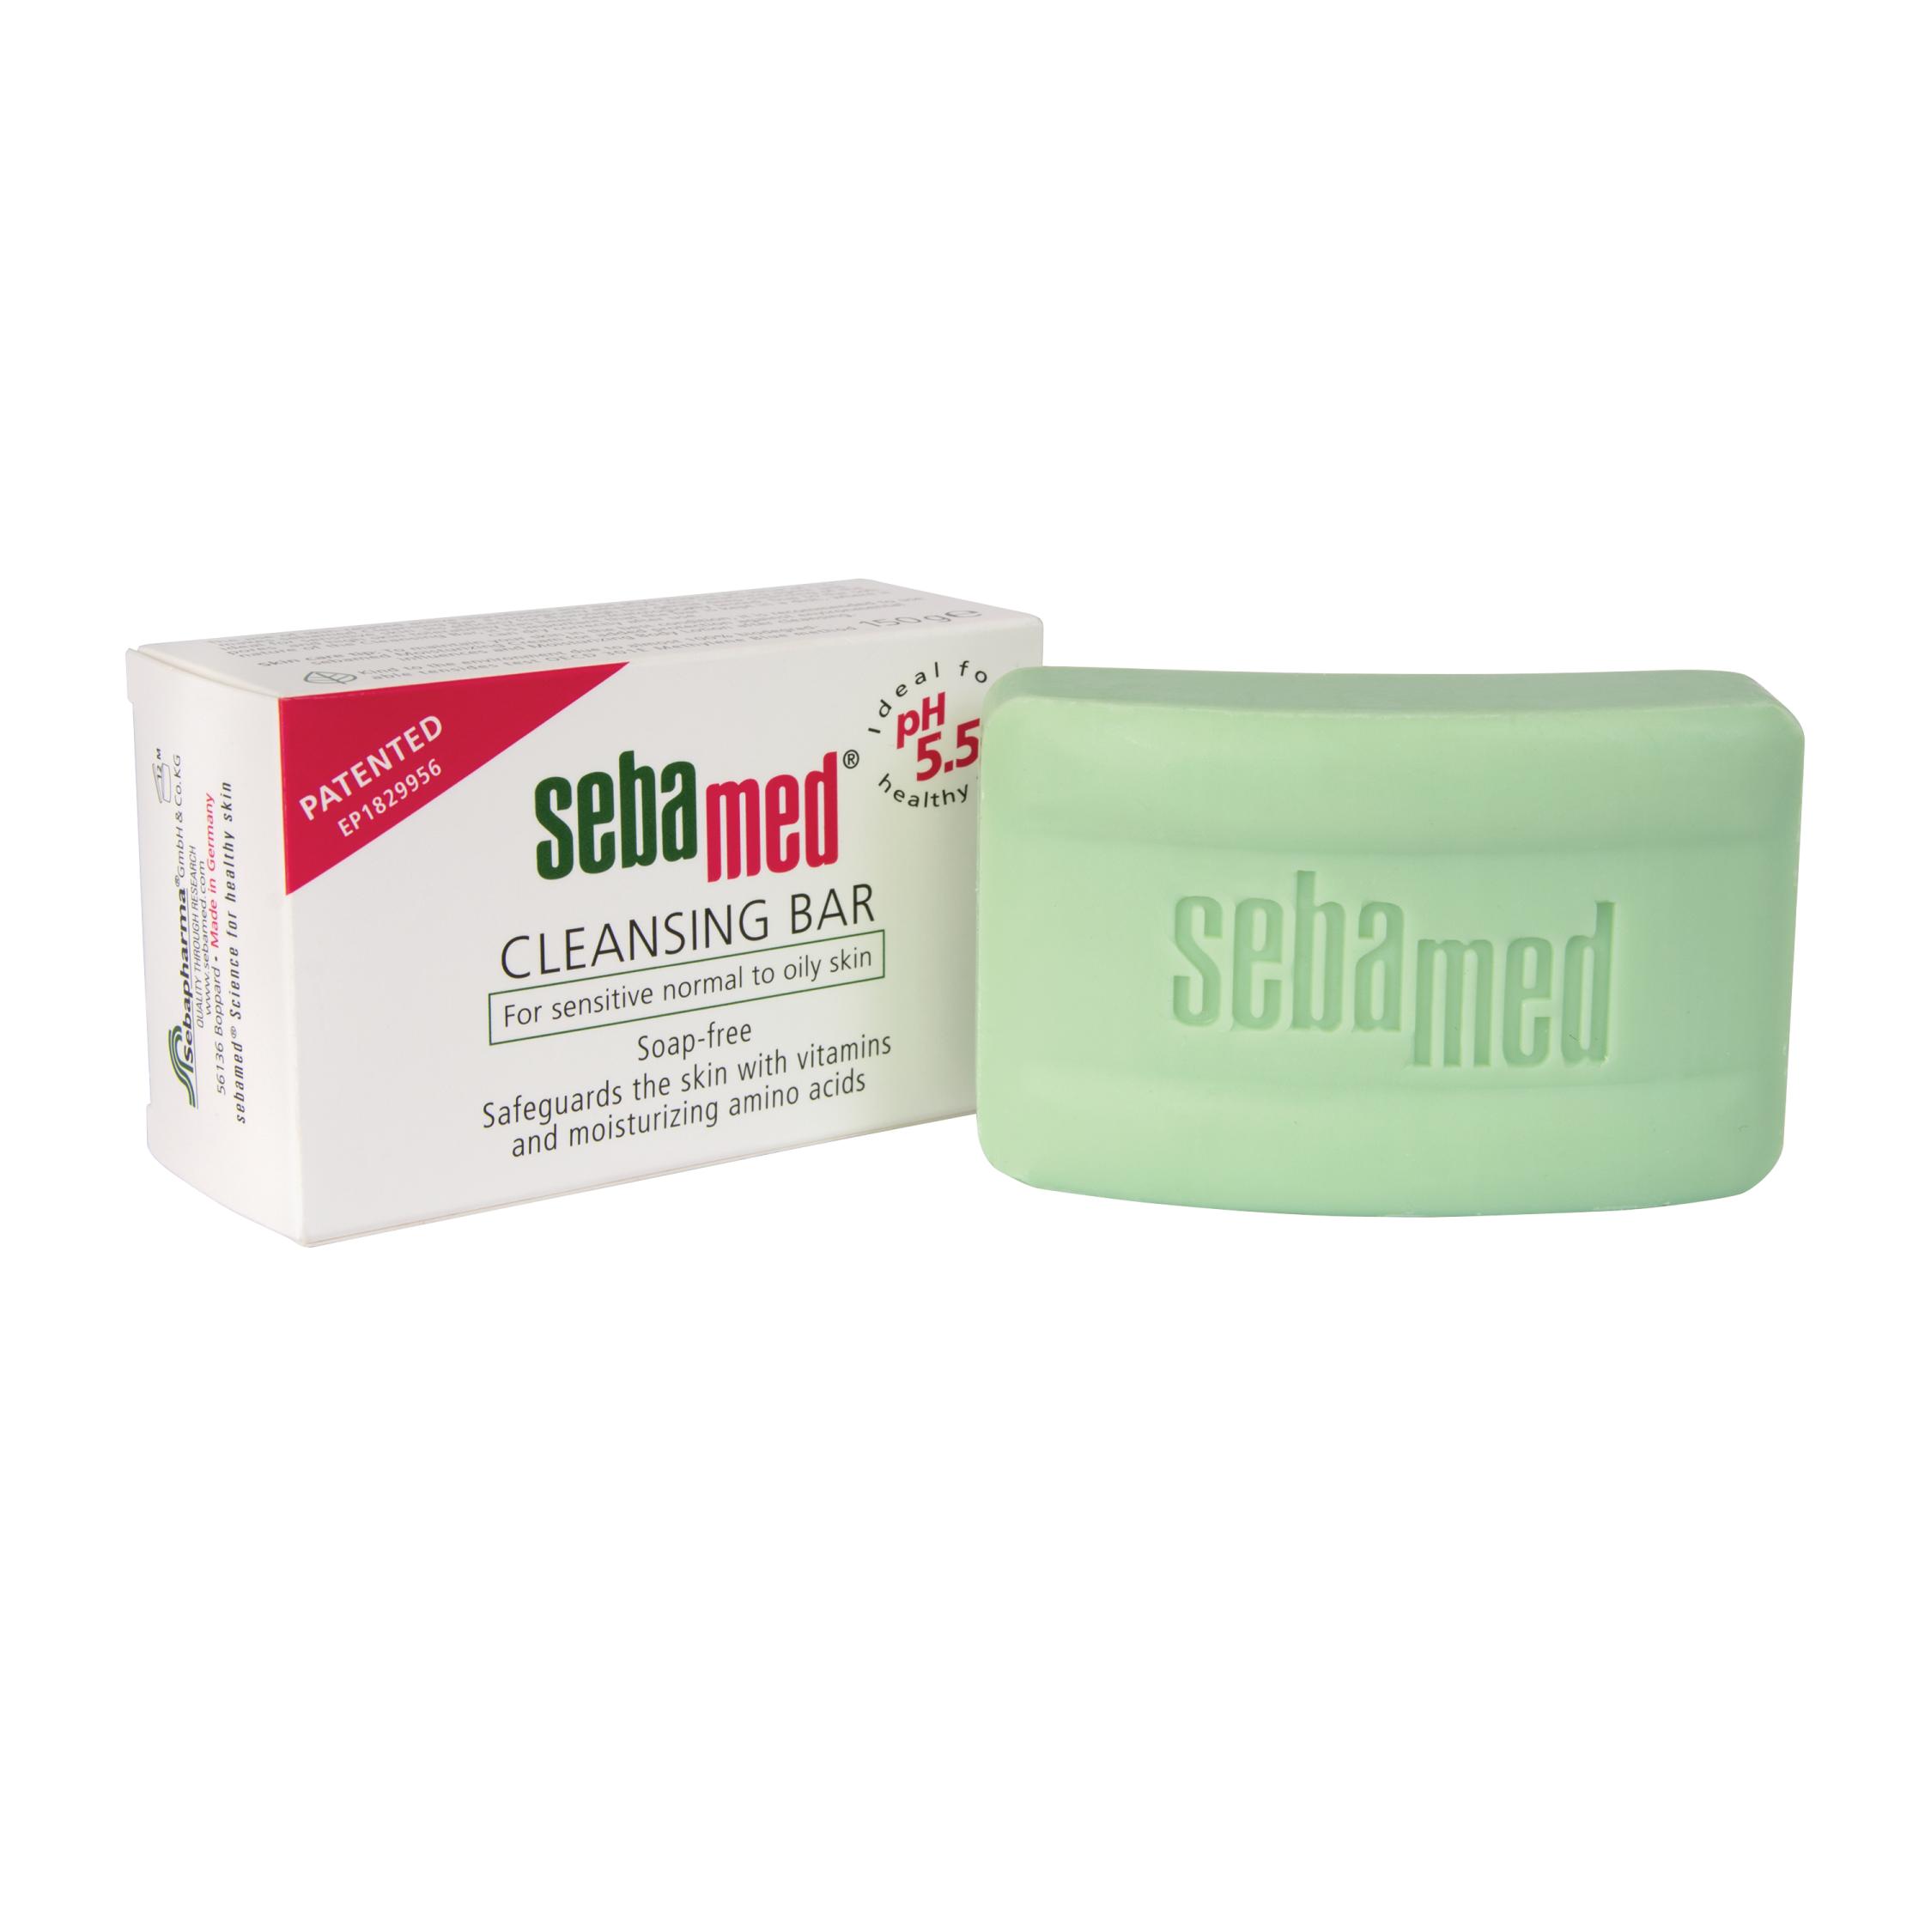 150 g ℮
PATENTED
EP1829956
sebamed®
Ideal fo
pH
5.5
healthy
CLEANSING BAR
For sensitive normal to oily skin
Soap-free
Safeguards the skin with vitamins
and moisturizing amino acids
12 M
sebapharma® GmbH & Co.KG
QUALITY THROUGH RESEARCH
www.sebamed.com
56136 Boppard • Made in Germany
sebamed® Science for healthy skin
sebamed